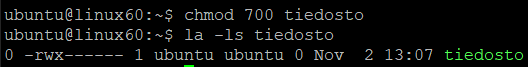 ubuntu@linux60:~$ chmod 700 tiedosto
ubuntu@linux60:~$ la -ls tiedosto
0 -rwx------ 1 ubuntu ubuntu 0 Nov  2 13:07 tiedosto